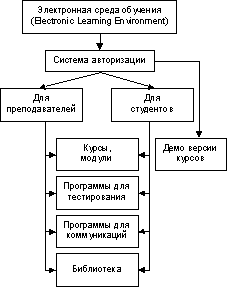 Электронная среда обучения
(Electronic Learning Environment)
Система авторизации
Для
преподавателей
Для
студентов
Курсы,
модули
Демо версии
курсов
Программы для
тестирования
Программы для
коммуникаций
Библиотека